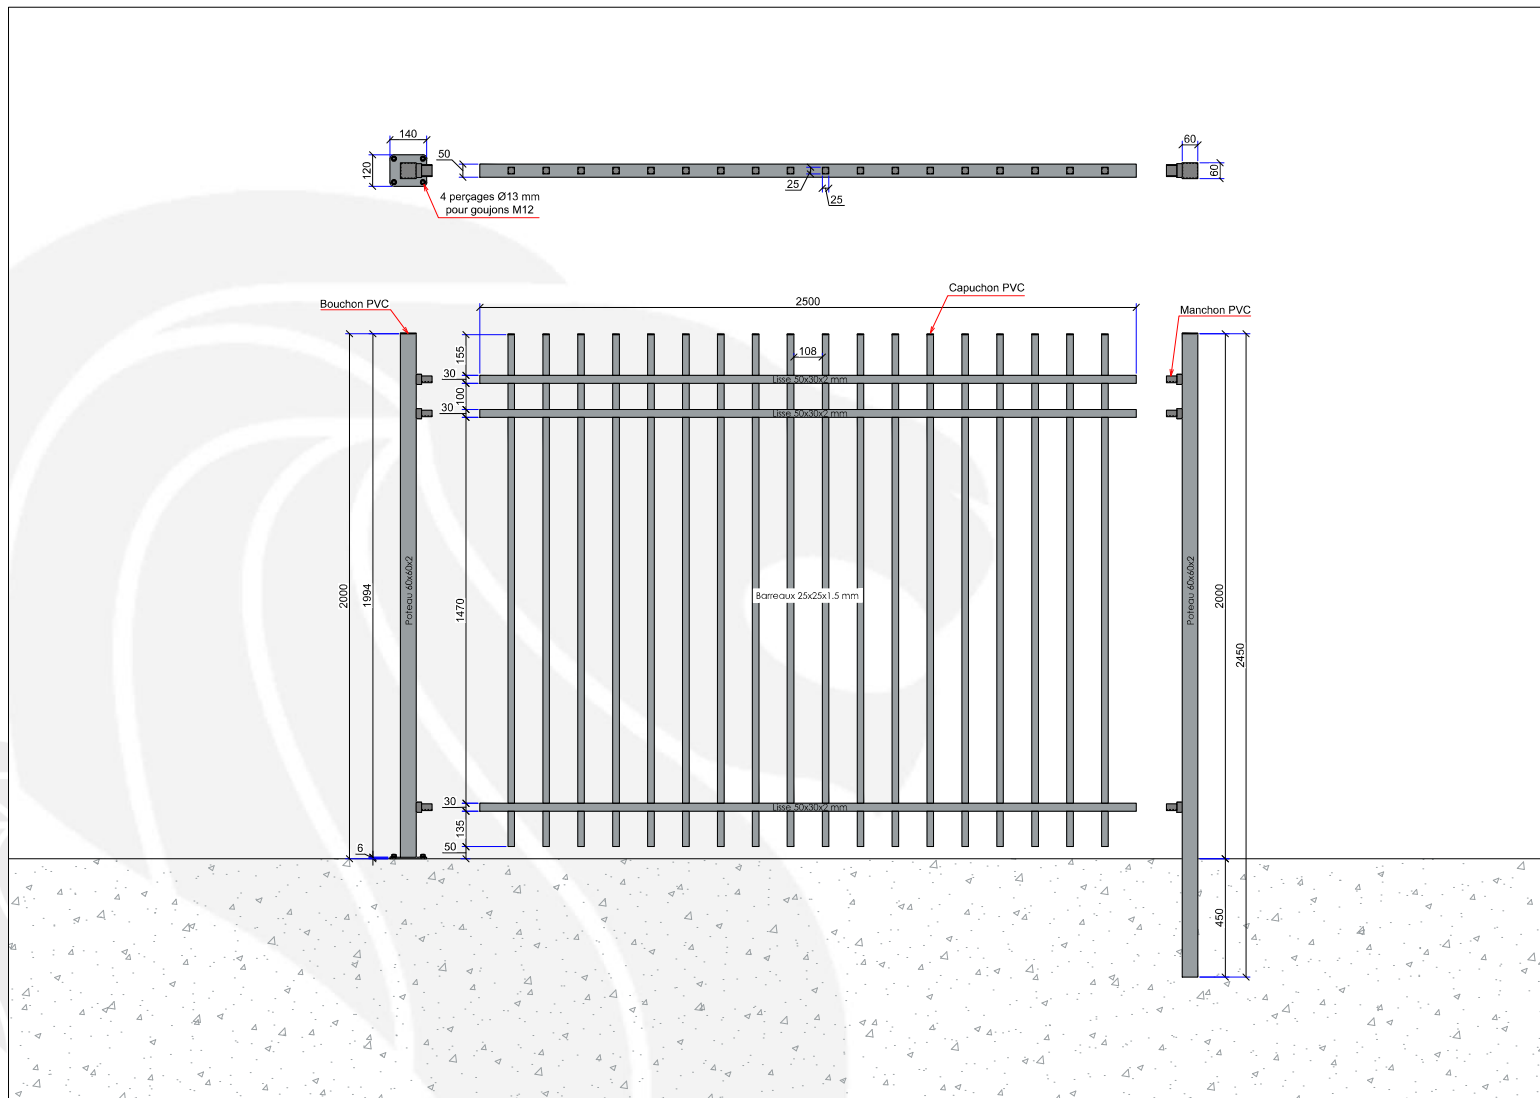 140
50
120
4 perçages Ø13 mm
pour goujons M12
25
25
60
60
Bouchon PVC
2500
Capuchon PVC
Manchon PVC
155
108
30
Lisse 50x30x2 mm
100
30
Lisse 50x30x2 mm
2000
1994
Poteau 60x60x2
1470
Barreaux 25x25x1.5 mm
Poteau 60x60x2
2000
2450
30
Lisse 50x30x2 mm
135
6
50
450